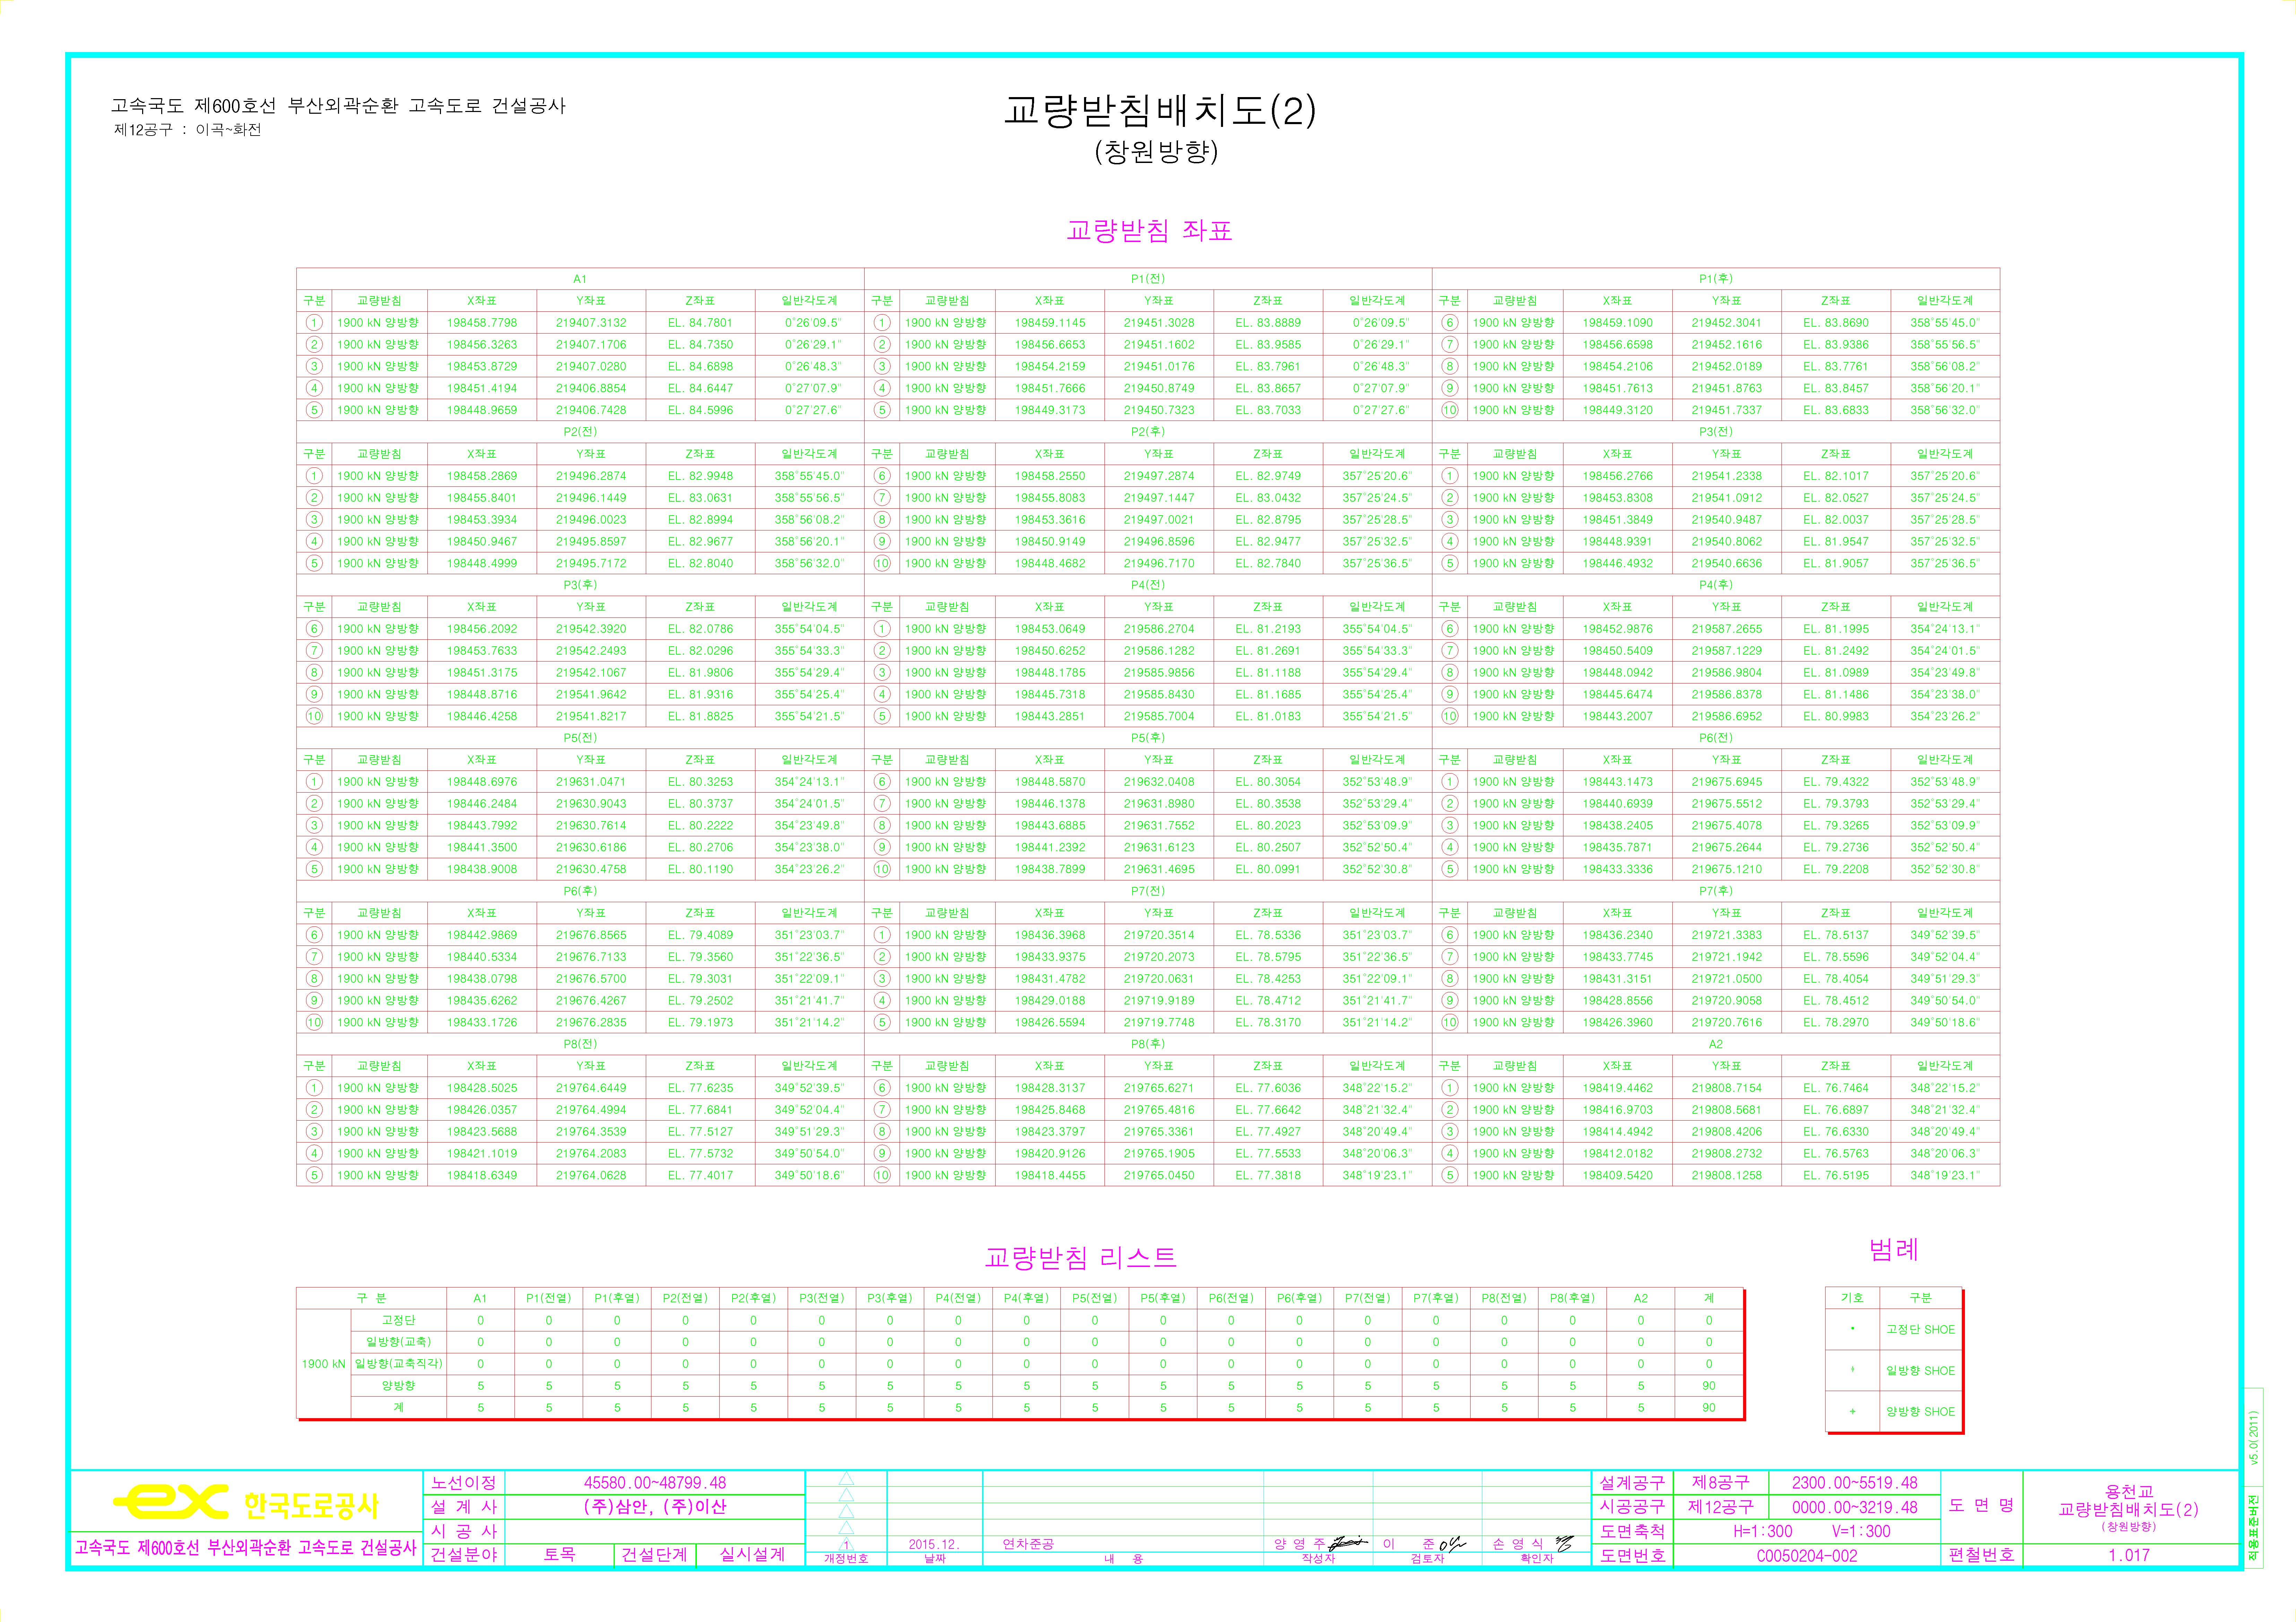 고속국도 제600호선 부산외곽순환 고속도로 건설공사
제12공구 : 이곡~화전
교량받침배치도(2)
(창원방향)
교량받침 좌표
A1 P1(전) P1(후)
구분 교량받침 X좌표 Y좌표 Z좌표 일반각도계 구분 교량받침 X좌표 Y좌표 Z좌표 일반각도계 구분 교량받침 X좌표 Y좌표 Z좌표 일반각도계
① 1900 kN 양방향 198458.7798 219407.3132 EL. 84.7801 0°26'09.5" ① 1900 kN 양방향 198459.1145 219451.3028 EL. 83.8889 0°26'09.5" ⑥ 1900 kN 양방향 198459.1090 219452.3041 EL. 83.8690 358°55'45.0"
② 1900 kN 양방향 198456.3263 219407.1706 EL. 84.7350 0°26'29.1" ② 1900 kN 양방향 198456.6653 219451.1602 EL. 83.9585 0°26'29.1" ⑦ 1900 kN 양방향 198456.6598 219452.1616 EL. 83.9386 358°55'56.5"
③ 1900 kN 양방향 198453.8729 219407.0280 EL. 84.6898 0°26'48.3" ③ 1900 kN 양방향 198454.2159 219451.0176 EL. 83.7961 0°26'48.3" ⑧ 1900 kN 양방향 198454.2106 219452.0189 EL. 83.7761 358°56'08.2"
④ 1900 kN 양방향 198451.4194 219406.8854 EL. 84.6447 0°27'07.9" ④ 1900 kN 양방향 198451.7666 219450.8749 EL. 83.8657 0°27'07.9" ⑨ 1900 kN 양방향 198451.7613 219451.8763 EL. 83.8457 358°56'20.1"
⑤ 1900 kN 양방향 198448.9659 219406.7428 EL. 84.5996 0°27'27.6" ⑤ 1900 kN 양방향 198449.3173 219450.7323 EL. 83.7033 0°27'27.6" ⑩ 1900 kN 양방향 198449.3120 219451.7337 EL. 83.6833 358°56'32.0"
P2(전) P2(후) P3(전)
구분 교량받침 X좌표 Y좌표 Z좌표 일반각도계 구분 교량받침 X좌표 Y좌표 Z좌표 일반각도계 구분 교량받침 X좌표 Y좌표 Z좌표 일반각도계
① 1900 kN 양방향 198458.2869 219496.2874 EL. 82.9948 358°55'45.0" ⑥ 1900 kN 양방향 198458.2550 219497.2874 EL. 82.9749 357°25'20.6" ① 1900 kN 양방향 198456.2766 219541.2338 EL. 82.1017 357°25'20.6"
② 1900 kN 양방향 198455.8401 219496.1449 EL. 83.0631 358°55'56.5" ⑦ 1900 kN 양방향 198455.8083 219497.1447 EL. 83.0432 357°25'24.5" ② 1900 kN 양방향 198453.8308 219541.0912 EL. 82.0527 357°25'24.5"
③ 1900 kN 양방향 198453.3934 219496.0023 EL. 82.8994 358°56'08.2" ⑧ 1900 kN 양방향 198453.3616 219497.0021 EL. 82.8795 357°25'28.5" ③ 1900 kN 양방향 198451.3849 219540.9487 EL. 82.0037 357°25'28.5"
④ 1900 kN 양방향 198450.9467 219495.8597 EL. 82.9677 358°56'20.1" ⑨ 1900 kN 양방향 198450.9149 219496.8596 EL. 82.9477 357°25'32.5" ④ 1900 kN 양방향 198448.9391 219540.8062 EL. 81.9547 357°25'32.5"
⑤ 1900 kN 양방향 198448.4999 219495.7172 EL. 82.8040 358°56'32.0" ⑩ 1900 kN 양방향 198448.4682 219496.7170 EL. 82.7840 357°25'36.5" ⑤ 1900 kN 양방향 198446.4932 219540.6636 EL. 81.9057 357°25'36.5"
P3(후) P4(전) P4(후)
구분 교량받침 X좌표 Y좌표 Z좌표 일반각도계 구분 교량받침 X좌표 Y좌표 Z좌표 일반각도계 구분 교량받침 X좌표 Y좌표 Z좌표 일반각도계
⑥ 1900 kN 양방향 198456.2092 219542.3920 EL. 82.0786 355°54'04.5" ① 1900 kN 양방향 198453.0649 219586.2704 EL. 81.2193 355°54'04.5" ⑥ 1900 kN 양방향 198452.9876 219587.2655 EL. 81.1995 354°24'13.1"
⑦ 1900 kN 양방향 198453.7633 219542.2493 EL. 82.0296 355°54'33.3" ② 1900 kN 양방향 198450.6252 219586.1282 EL. 81.2691 355°54'33.3" ⑦ 1900 kN 양방향 198450.5409 219587.1229 EL. 81.2492 354°24'01.5"
⑧ 1900 kN 양방향 198451.3175 219542.1067 EL. 81.9806 355°54'29.4" ③ 1900 kN 양방향 198448.1785 219585.9856 EL. 81.1188 355°54'29.4" ⑧ 1900 kN 양방향 198448.0942 219586.9804 EL. 81.0989 354°23'49.8"
⑨ 1900 kN 양방향 198448.8716 219541.9642 EL. 81.9316 355°54'25.4" ④ 1900 kN 양방향 198445.7318 219585.8430 EL. 81.1685 355°54'25.4" ⑨ 1900 kN 양방향 198445.6474 219586.8378 EL. 81.1486 354°23'38.0"
⑩ 1900 kN 양방향 198446.4258 219541.8217 EL. 81.8825 355°54'21.5" ⑤ 1900 kN 양방향 198443.2851 219585.7004 EL. 81.0183 355°54'21.5" ⑩ 1900 kN 양방향 198443.2007 219586.6952 EL. 80.9983 354°23'26.2"
P5(전) P5(후) P6(전)
구분 교량받침 X좌표 Y좌표 Z좌표 일반각도계 구분 교량받침 X좌표 Y좌표 Z좌표 일반각도계 구분 교량받침 X좌표 Y좌표 Z좌표 일반각도계
① 1900 kN 양방향 198448.6976 219631.0471 EL. 80.3253 354°24'13.1" ⑥ 1900 kN 양방향 198448.5870 219632.0408 EL. 80.3054 352°53'48.9" ① 1900 kN 양방향 198443.1473 219675.6945 EL. 79.4322 352°53'48.9"
② 1900 kN 양방향 198446.2484 219630.9043 EL. 80.3737 354°24'01.5" ⑦ 1900 kN 양방향 198446.1378 219631.8980 EL. 80.3538 352°53'29.4" ② 1900 kN 양방향 198440.6939 219675.5512 EL. 79.3793 352°53'29.4"
③ 1900 kN 양방향 198443.7992 219630.7614 EL. 80.2222 354°23'49.8" ⑧ 1900 kN 양방향 198443.6885 219631.7552 EL. 80.2023 352°53'09.9" ③ 1900 kN 양방향 198438.2405 219675.4078 EL. 79.3265 352°53'09.9"
④ 1900 kN 양방향 198441.3500 219630.6186 EL. 80.2706 354°23'38.0" ⑨ 1900 kN 양방향 198441.2392 219631.6123 EL. 80.2507 352°52'50.4" ④ 1900 kN 양방향 198435.7871 219675.2644 EL. 79.2736 352°52'50.4"
⑤ 1900 kN 양방향 198438.9008 219630.4758 EL. 80.1190 354°23'26.2" ⑩ 1900 kN 양방향 198438.7899 219631.4695 EL. 80.0991 352°52'30.8" ⑤ 1900 kN 양방향 198433.3336 219675.1210 EL. 79.2208 352°52'30.8"
P6(후) P7(전) P7(후)
구분 교량받침 X좌표 Y좌표 Z좌표 일반각도계 구분 교량받침 X좌표 Y좌표 Z좌표 일반각도계 구분 교량받침 X좌표 Y좌표 Z좌표 일반각도계
⑥ 1900 kN 양방향 198442.9869 219676.8565 EL. 79.4089 351°23'03.7" ① 1900 kN 양방향 198436.3968 219720.3514 EL. 78.5336 351°23'03.7" ⑥ 1900 kN 양방향 198436.2340 219721.3383 EL. 78.5137 349°52'39.5"
⑦ 1900 kN 양방향 198440.5334 219676.7133 EL. 79.3560 351°22'36.5" ② 1900 kN 양방향 198433.9375 219720.2073 EL. 78.5795 351°22'36.5" ⑦ 1900 kN 양방향 198433.7745 219721.1942 EL. 78.5596 349°52'04.4"
⑧ 1900 kN 양방향 198438.0798 219676.5700 EL. 79.3031 351°22'09.1" ③ 1900 kN 양방향 198431.4782 219720.0631 EL. 78.4253 351°22'09.1" ⑧ 1900 kN 양방향 198431.3151 219721.0500 EL. 78.4054 349°51'29.3"
⑨ 1900 kN 양방향 198435.6262 219676.4267 EL. 79.2502 351°21'41.7" ④ 1900 kN 양방향 198429.0188 219719.9189 EL. 78.4712 351°21'41.7" ⑨ 1900 kN 양방향 198428.8556 219720.9058 EL. 78.4512 349°50'54.0"
⑩ 1900 kN 양방향 198433.1726 219676.2835 EL. 79.1973 351°21'14.2" ⑤ 1900 kN 양방향 198426.5594 219719.7748 EL. 78.3170 351°21'14.2" ⑩ 1900 kN 양방향 198426.3960 219720.7616 EL. 78.2970 349°50'18.6"
P8(전) P8(후) A2
구분 교량받침 X좌표 Y좌표 Z좌표 일반각도계 구분 교량받침 X좌표 Y좌표 Z좌표 일반각도계 구분 교량받침 X좌표 Y좌표 Z좌표 일반각도계
① 1900 kN 양방향 198428.5025 219764.6449 EL. 77.6235 349°52'39.5" ⑥ 1900 kN 양방향 198428.3137 219765.6271 EL. 77.6036 348°22'15.2" ① 1900 kN 양방향 198419.4462 219808.7154 EL. 76.7464 348°22'15.2"
② 1900 kN 양방향 198426.0357 219764.4994 EL. 77.6841 349°52'04.4" ⑦ 1900 kN 양방향 198425.8468 219765.4816 EL. 77.6642 348°21'32.4" ② 1900 kN 양방향 198416.9703 219808.5681 EL. 76.6897 348°21'32.4"
③ 1900 kN 양방향 198423.5688 219764.3539 EL. 77.5127 349°51'29.3" ⑧ 1900 kN 양방향 198423.3797 219765.3361 EL. 77.4927 348°20'49.4" ③ 1900 kN 양방향 198414.4942 219808.4206 EL. 76.6330 348°20'49.4"
④ 1900 kN 양방향 198421.1019 219764.2083 EL. 77.5732 349°50'54.0" ⑨ 1900 kN 양방향 198420.9126 219765.1905 EL. 77.5533 348°20'06.3" ④ 1900 kN 양방향 198412.0182 219808.2732 EL. 76.5763 348°20'06.3"
⑤ 1900 kN 양방향 198418.6349 219764.0628 EL. 77.4017 349°50'18.6" ⑩ 1900 kN 양방향 198418.4455 219765.0450 EL. 77.3818 348°19'23.1" ⑤ 1900 kN 양방향 198409.5420 219808.1258 EL. 76.5195 348°19'23.1"
교량받침 리스트
구 분 A1 P1(전열) P1(후열) P2(전열) P2(후열) P3(전열) P3(후열) P4(전열) P4(후열) P5(전열) P5(후열) P6(전열) P6(후열) P7(전열) P7(후열) P8(전열) P8(후열) A2 계
고정단 0 0 0 0 0 0 0 0 0 0 0 0 0 0 0 0 0 0 0
일방향(교축) 0 0 0 0 0 0 0 0 0 0 0 0 0 0 0 0 0 0 0
1900 kN 일방향(교축직각) 0 0 0 0 0 0 0 0 0 0 0 0 0 0 0 0 0 0 0
양방향 5 5 5 5 5 5 5 5 5 5 5 5 5 5 5 5 5 5 90
계 5 5 5 5 5 5 5 5 5 5 5 5 5 5 5 5 5 5 90
범례
기호 구분
고정단 SHOE
일방향 SHOE
양방향 SHOE
v5.0(2011)
적용표준버전
ex 한국도로공사
고속국도 제600호선 부산외곽순환 고속도로 건설공사
노선이정 45580.00~48799.48
설 계 사 (주)삼안, (주)이산
시 공 사
건설분야 토목 건설단계 실시설계
1 2015.12. 연차준공 양 영 주 이 준 손 영 식
개정번호 날짜 내 용 작성자 검토자 확인자
설계공구 제8공구 2300.00~5519.48
시공공구 제12공구 0000.00~3219.48
도면축척 H=1:300 V=1:300
도면번호 C0050204-002
도 면 명 용천교
교량받침배치도(2)
(창원방향)
편철번호 1.017